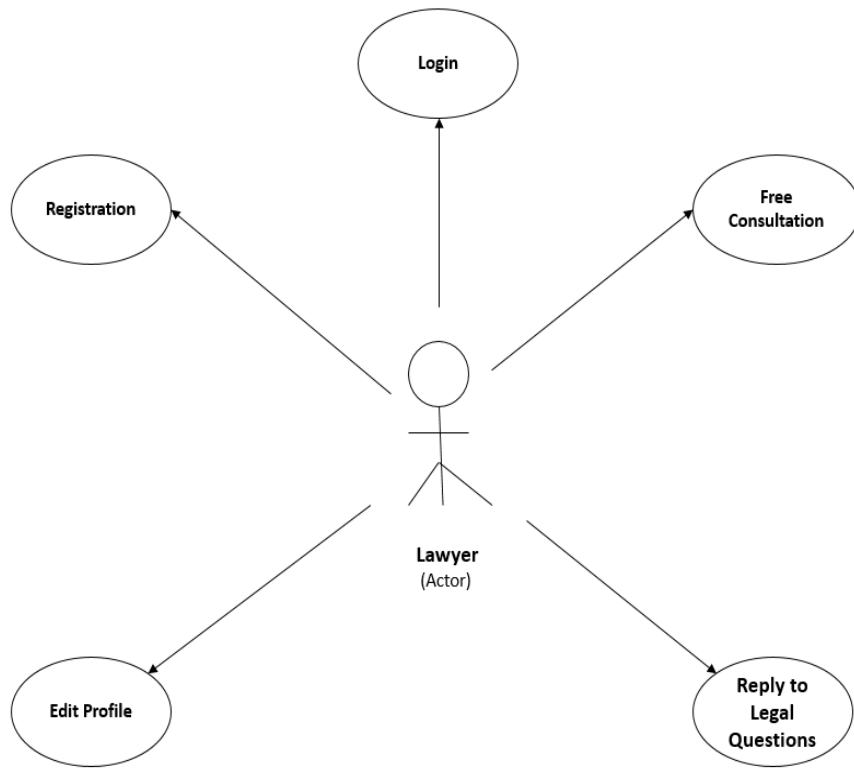 Login
Registration
Free
Consultation
Lawyer
(Actor)
Edit Profile
Reply to
Legal
Questions